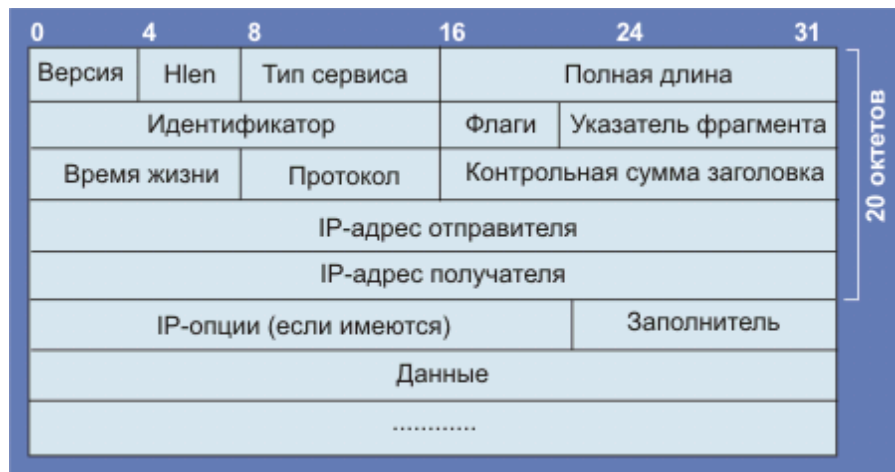 0 4 8 16 24 31
Версия Hlen Тип сервиса Полная длина
Идентификатор Флаги Указатель фрагмента
Время жизни Протокол Контрольная сумма заголовка
IP-адрес отправителя
IP-адрес получателя
IP-опции (если имеются) Заполнитель
Данные
............
20 октетов